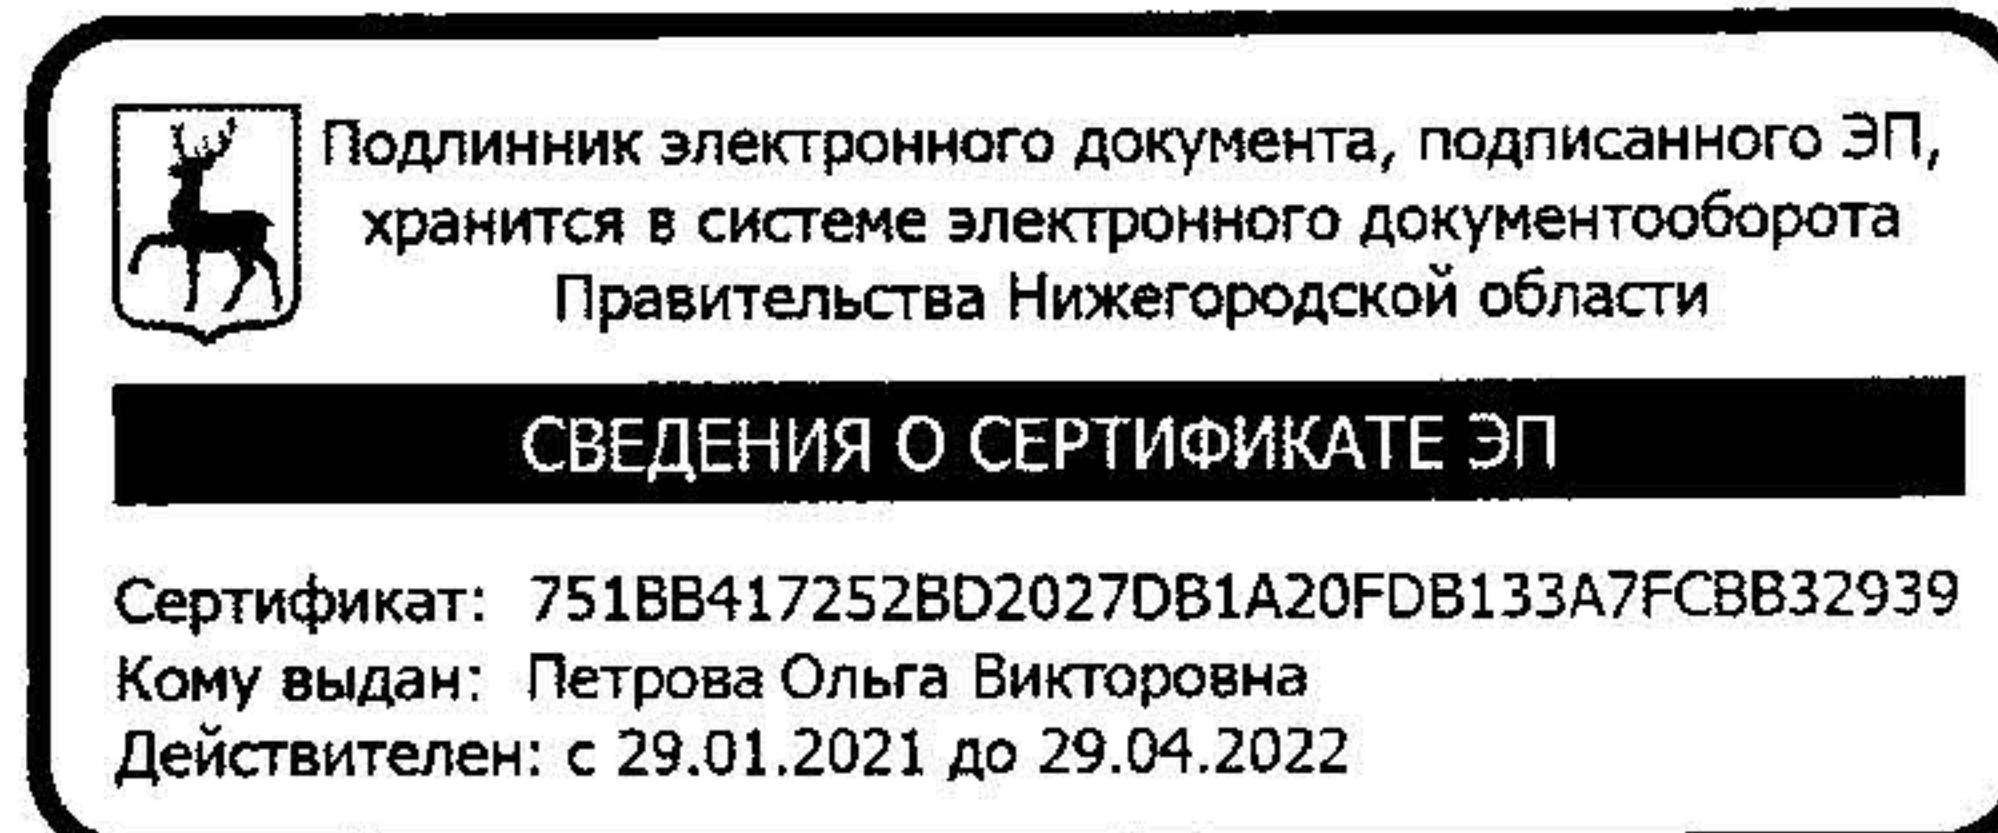 Подлинник электронного документа, подписанного ЭП,
хранится в системе электронного документооборота
Правительства Нижегородской области
СВЕДЕНИЯ О СЕРТИФИКАТЕ ЭП
Сертификат: 751BB417252BD2027DB1A20FDB133A7FCBB32939
Кому выдан: Петрова Ольга Викторовна
Действителен: с 29.01.2021 до 29.04.2022